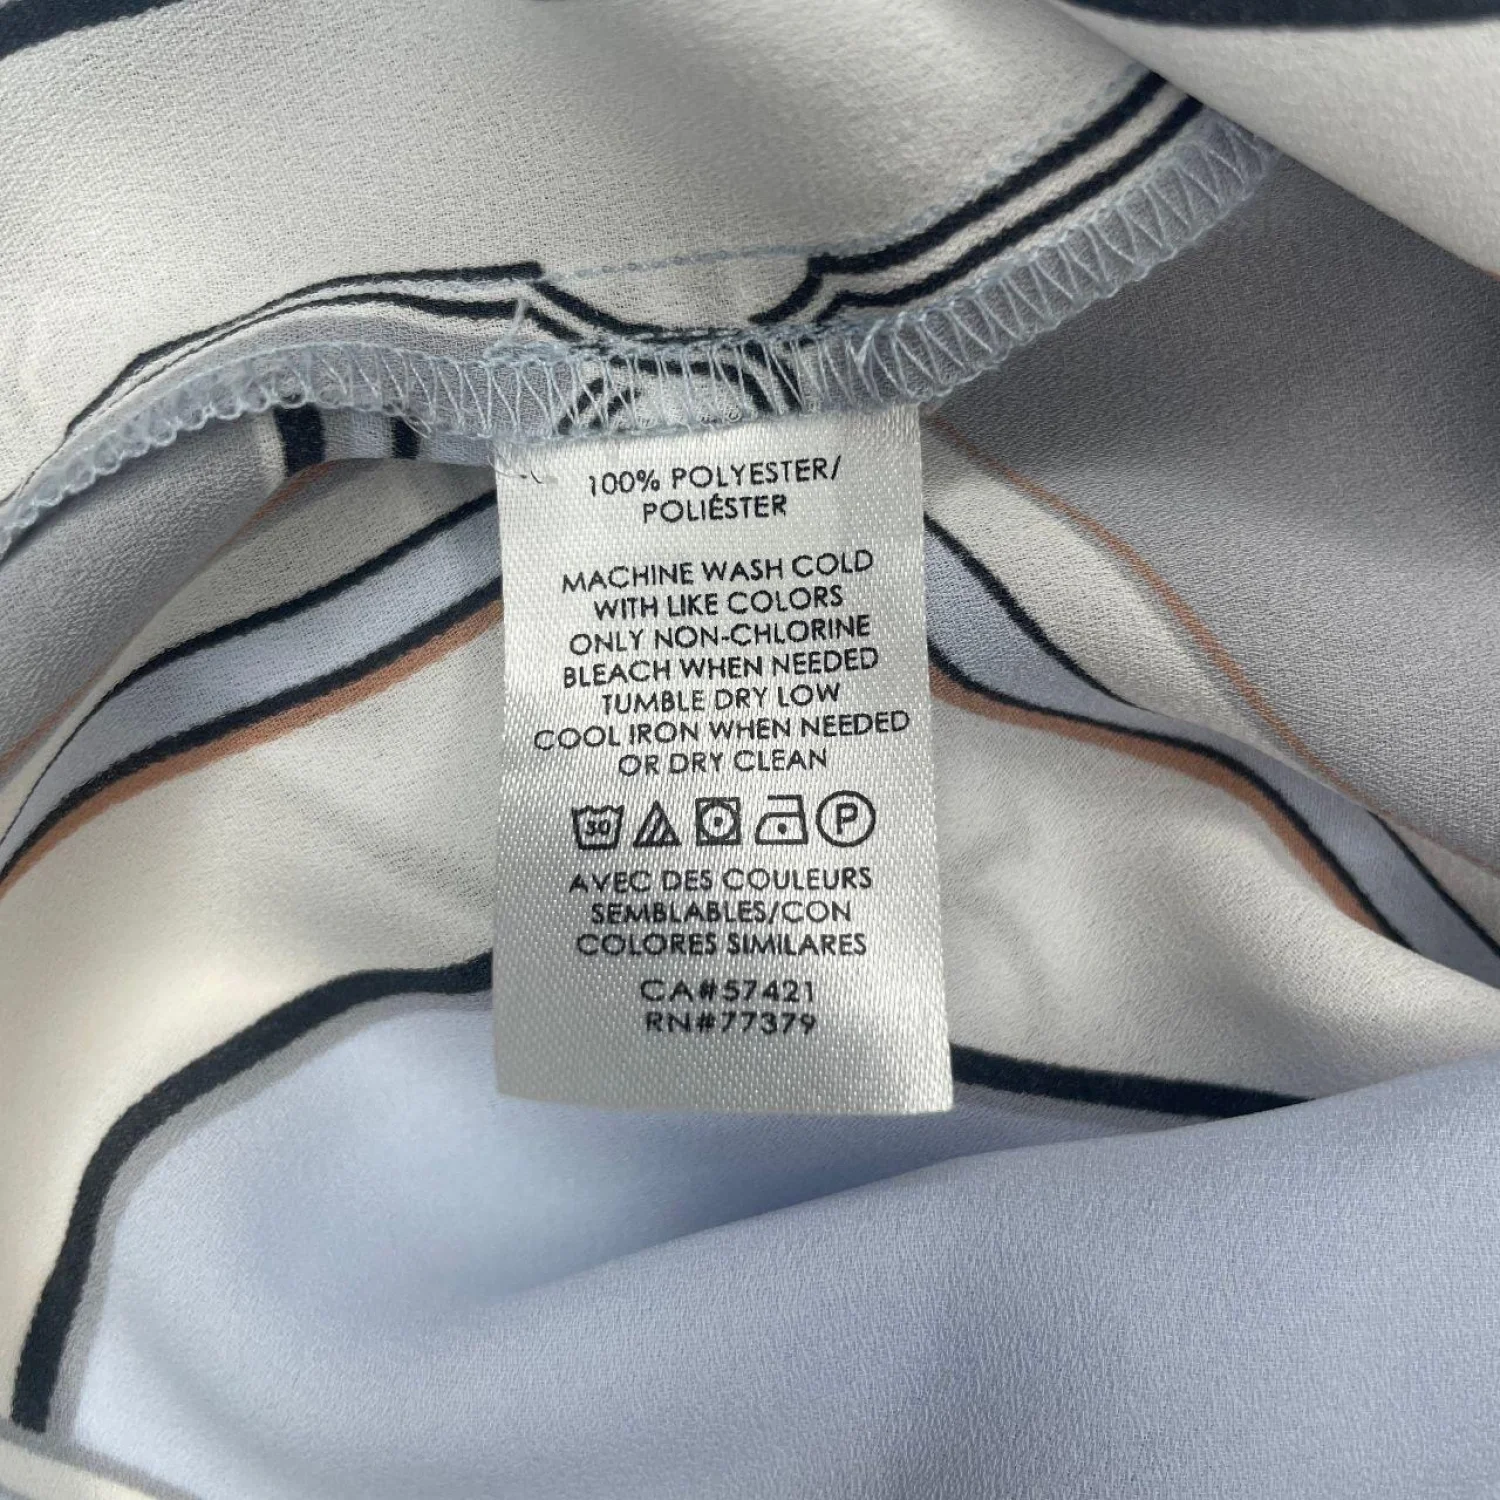 100% POLYESTER/
POLIÉSTER
MACHINE WASH COLD
WITH LIKE COLORS
ONLY NON-CHLORINE
BLEACH WHEN NEEDED
TUMBLE DRY LOW
COOL IRON WHEN NEEDED
OR DRY CLEAN
30 P
AVEC DES COULEURS
SEMBLABLES/CON
COLORES SIMILARES
CA#57421
RN#77379